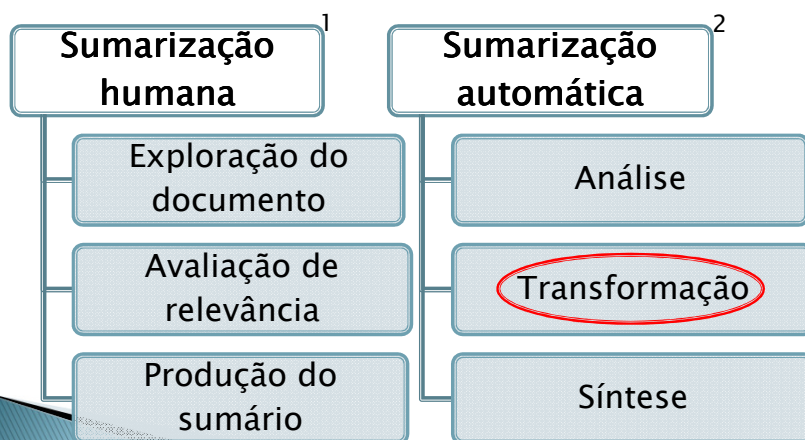 Sumarização
humana
1
Exploração do
documento
Avaliação de
relevância
Produção do
sumário
Sumarização
automática
2
Análise
Transformação
Síntese